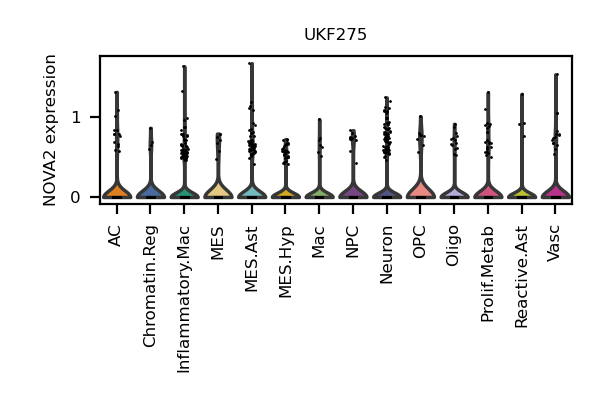 UKF275
NOVA2 expression
1
0
AC
Chromatin.Reg
Inflammatory.Mac
MES
MES.Ast
MES.Hyp
Mac
NPC
Neuron
OPC
Oligo
Prolif.Metab
Reactive.Ast
Vasc